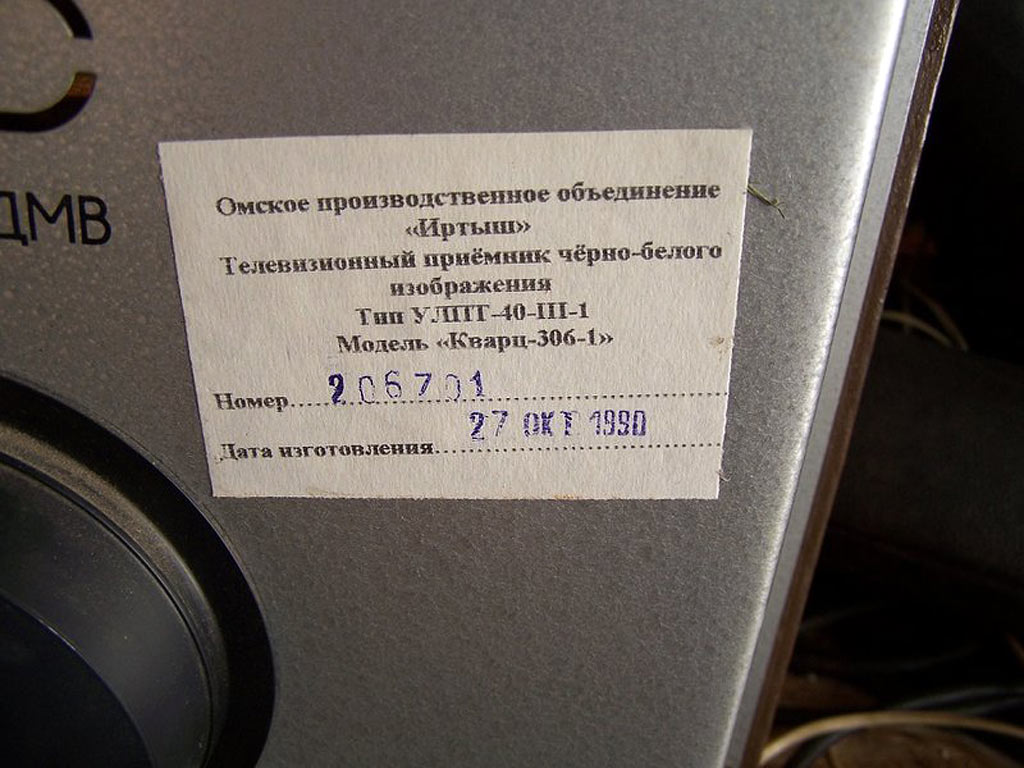 ДМВ
Омское производственное объединение
«Иртыш»
Телевизионный приёмник чёрно-белого
изображения
Тип УЛПТ-40-III-1
Модель «Кварц-306-1»
Номер....206701....
Дата изготовления....27 ОКТ 1990....